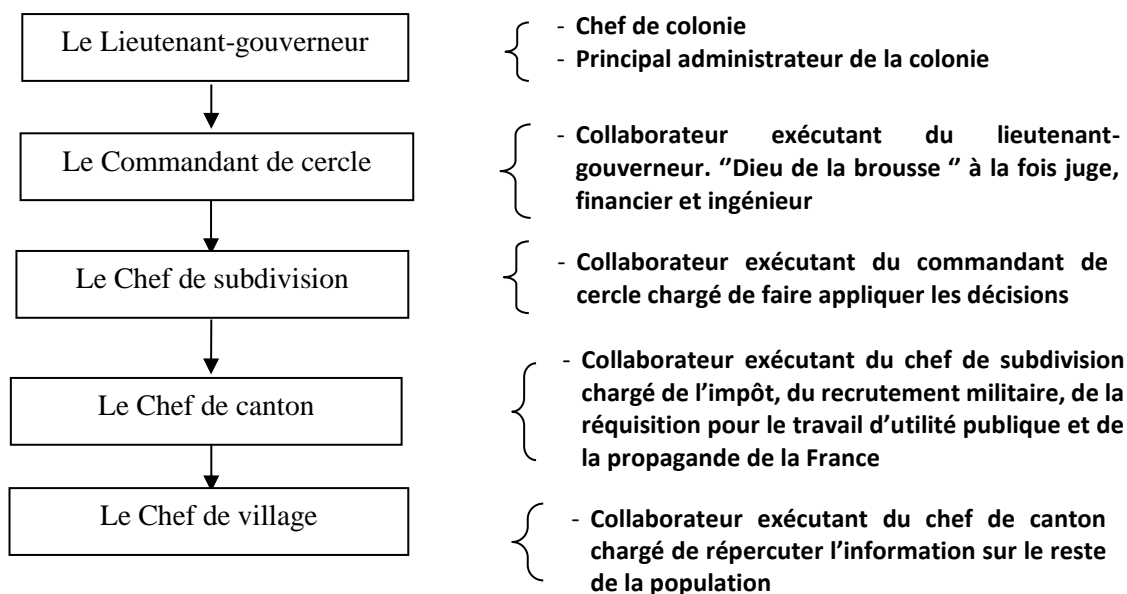 Le Lieutenant-gouverneur
- Chef de colonie
- Principal administrateur de la colonie
Le Commandant de cercle
- Collaborateur exécutant du lieutenant-
gouverneur. ‘’Dieu de la brousse ‘’ à la fois juge,
financier et ingénieur
Le Chef de subdivision
- Collaborateur exécutant du commandant de
cercle chargé de faire appliquer les décisions
Le Chef de canton
- Collaborateur exécutant du chef de subdivision
chargé de l’impôt, du recrutement militaire, de la
réquisition pour le travail d’utilité publique et de
la propagande de la France
Le Chef de village
- Collaborateur exécutant du chef de canton
chargé de répercuter l’information sur le reste
de la population